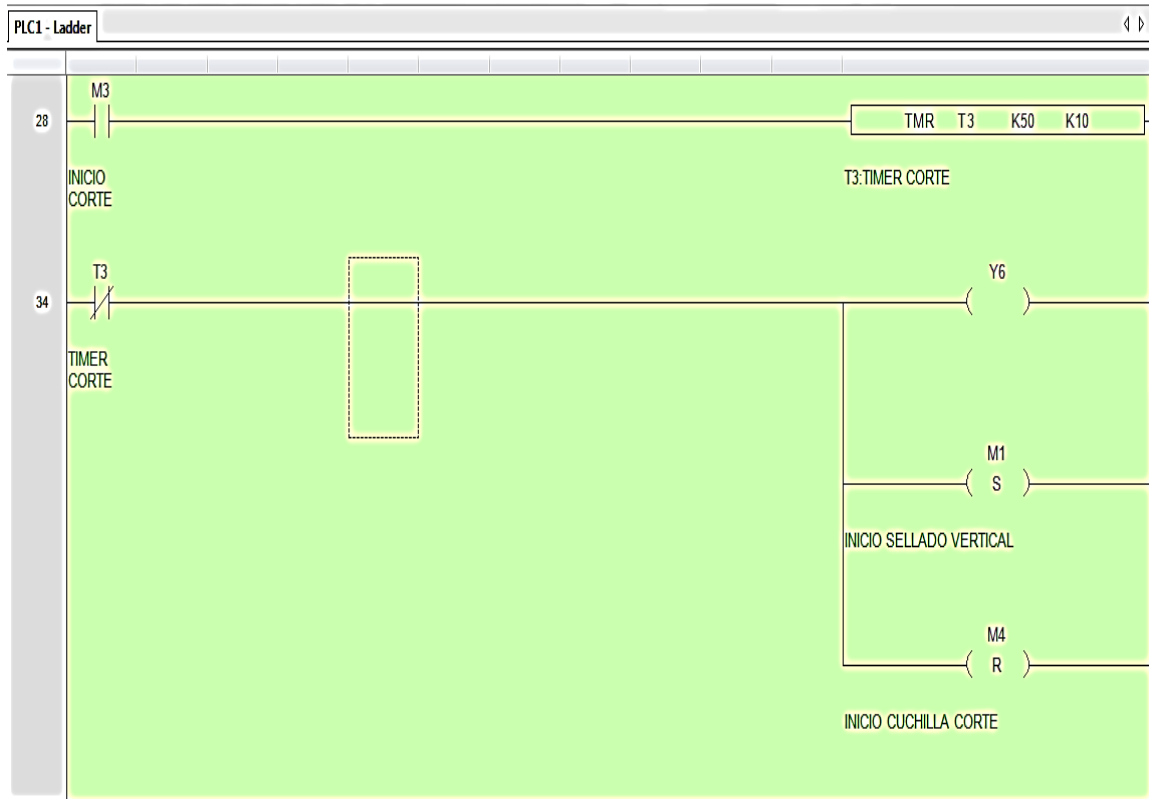 PLC1 - Ladder
M3
28
TMR T3 K50 K10
INICIO
CORTE
T3:TIMER CORTE
T3
Y6
34
TIMER
CORTE
M1
S
INICIO SELLADO VERTICAL
M4
R
INICIO CUCHILLA CORTE